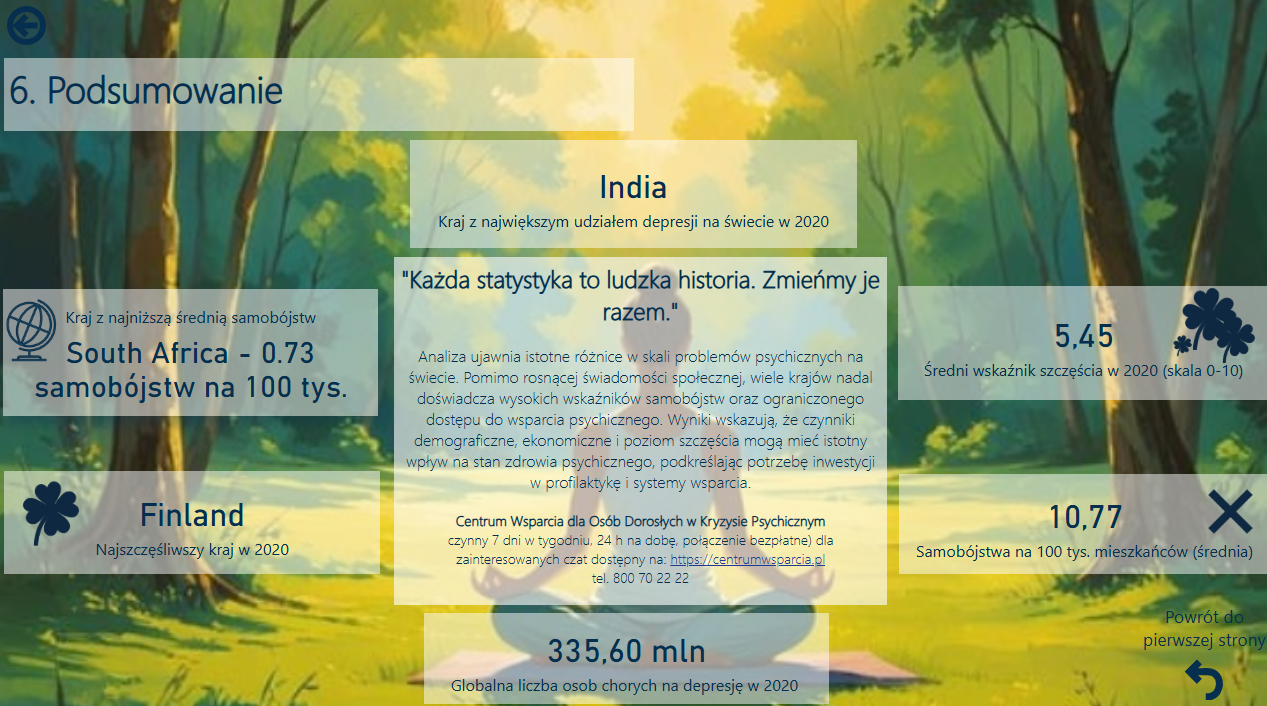 6. Podsumowanie
India
Kraj z największym udziałem depresji na świecie w 2020
"Każda statystyka to ludzka historia. Zmieńmy je
razem."
Analiza ujawnia istotne różnice w skali problemów psychicznych na
świecie. Pomimo rosnącej świadomości społecznej, wiele krajów nadal
doświadcza wysokich wskaźników samobójstw oraz ograniczonego
dostępu do wsparcia psychicznego. Wyniki wskazują, że czynniki
demograficzne, ekonomiczne i poziom szczęścia mogą mieć istotny
wpływ na stan zdrowia psychicznego, podkreślając potrzebę inwestycji
w profilaktykę i systemy wsparcia.
Centrum Wsparcia dla Osób Dorosłych w Kryzysie Psychicznym
czynny 7 dni w tygodniu, 24 h na dobę, połączenie bezpłatne) dla
zainteresowanych czat dostępny na: https://centrumwsparcia.pl
tel. 800 70 22 22
Kraj z najniższą średnią samobójstw
South Africa - 0.73
samobójstw na 100 tys.
Finland
Najszczęśliwszy kraj w 2020
5,45
Średni wskaźnik szczęścia w 2020 (skala 0-10)
10,77
Samobójstwa na 100 tys. mieszkańców (średnia)
335,60 mln
Globalna liczba osob chorych na depresję w 2020
Powrót do
pierwszej strony